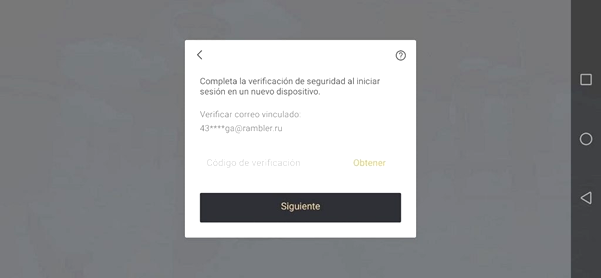 Completa la verificación de seguridad al iniciar
sesión en un nuevo dispositivo.
Verificar correo vinculado:
43****ga@rambler.ru
Código de verificación
Obtener
Siguiente